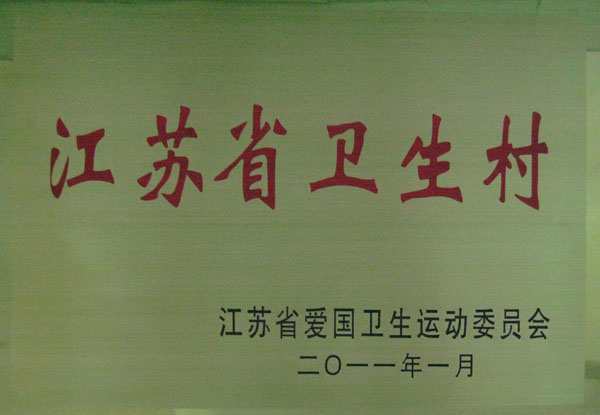 江苏省卫生村
江苏省爱国卫生运动委员会
二〇一一年一月